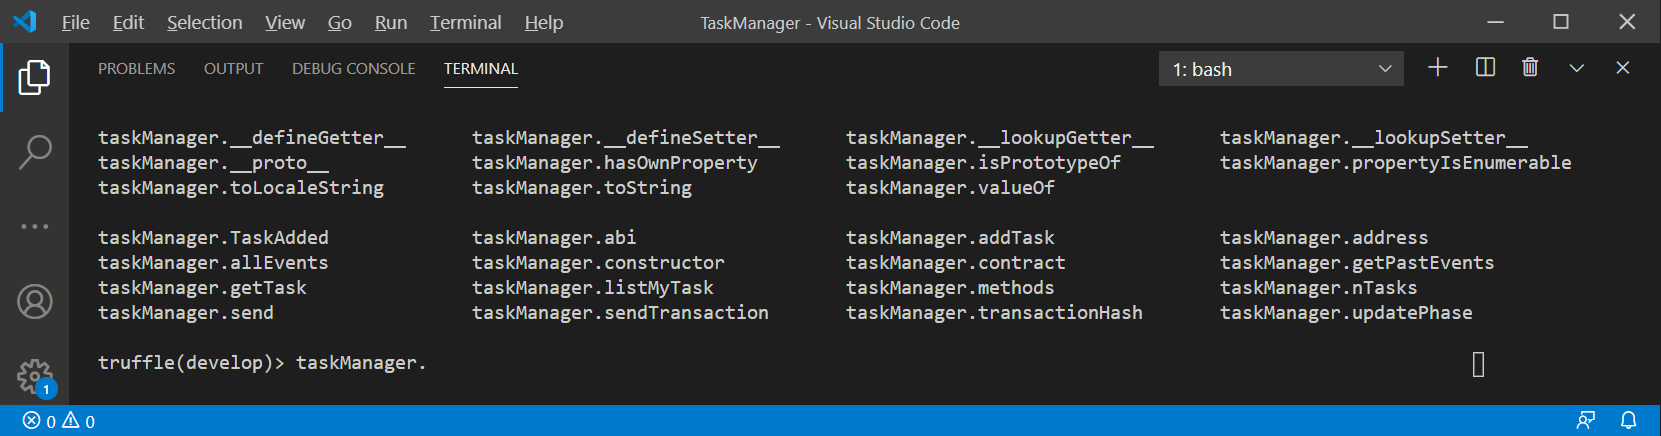 File Edit Selection View Go Run Terminal Help TaskManager - Visual Studio Code
PROBLEMS OUTPUT DEBUG CONSOLE TERMINAL 1: bash
taskManager.__defineGetter__ taskManager.__defineSetter__ taskManager.__lookupGetter__ taskManager.__lookupSetter__
taskManager.__proto__ taskManager.hasOwnProperty taskManager.isPrototypeOf taskManager.propertyIsEnumerable
taskManager.toLocaleString taskManager.toString taskManager.valueOf
taskManager.TaskAdded taskManager.abi taskManager.addTask taskManager.address
taskManager.allEvents taskManager.constructor taskManager.contract taskManager.getPastEvents
taskManager.getTask taskManager.listMyTask taskManager.methods taskManager.nTasks
taskManager.send taskManager.sendTransaction taskManager.transactionHash taskManager.updatePhase
truffle(develop)> taskManager.
1
0 0